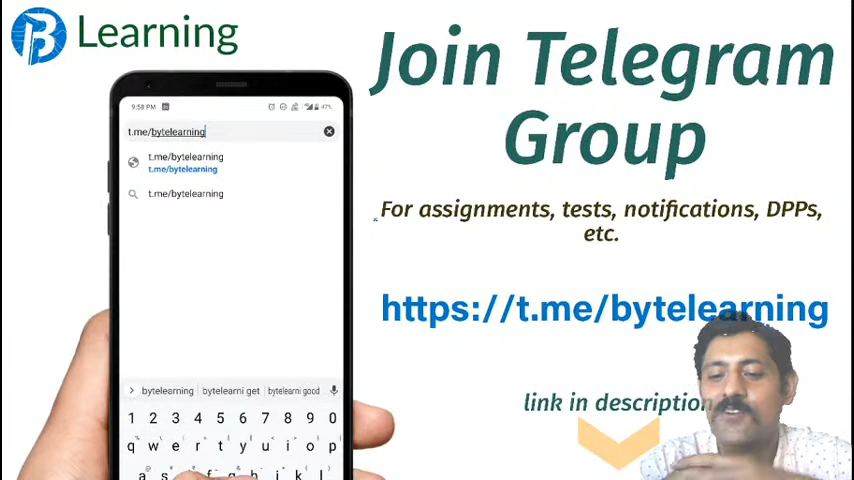 Learning
Join Telegram
Group
For assignments, tests, notifications, DPPs,
etc.
https://t.me/bytelearning
link in description
9:58 PM
47%
t.me/bytelearning
t.me/bytelearning
t.me/bytelearning
t.me/bytelearning
bytelearning bytelearni get bytelearni good
1 2 3 4 5 6 7 8 9 0
q w e r t y u i o p
a s f g h j k l